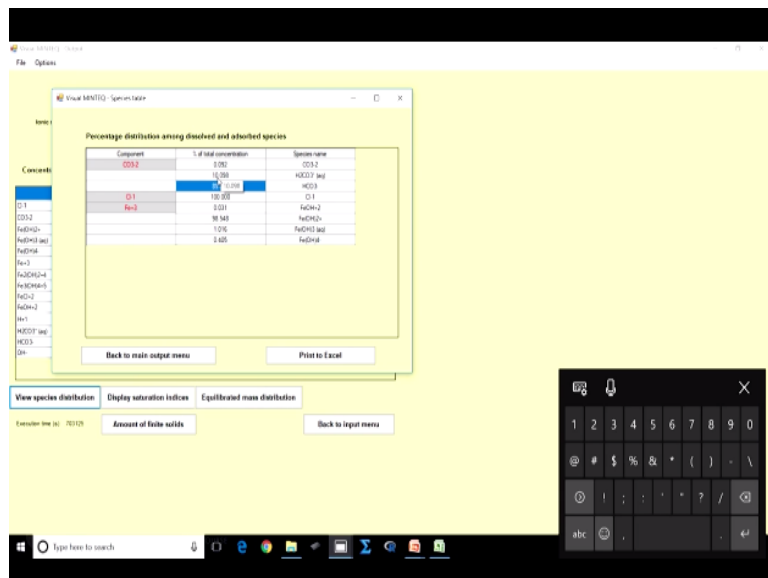 Visual MINTEQ - Output
File Options
Visual MINTEQ - Species table
Percentage distribution among dissolved and adsorbed species
Component % of total concentration Species name
CO3-2 0.092 CO3-2
10.098 H2CO3* (aq)
10.098 HCO3-
Cl-1 100.000 Cl-1
Fe+3 0.031 FeOH+2
98.548 Fe(OH)2+
1.016 Fe(OH)3 (aq)
0.405 Fe(OH)4-
Ionic
Concent
Cl-1
CO3-2
Fe(OH)2+
Fe(OH)3 (aq)
Fe(OH)4-
Fe+3
Fe2(OH)2+4
Fe3(OH)4+5
FeCl+2
FeOH+2
H+1
H2CO3* (aq)
HCO3-
OH-
Back to main output menu Print to Excel
View species distribution Display saturation indices Equilibrated mass distribution
Execution time (s) Amount of finite solids Back to input menu
1 2 3 4 5 6 7 8 9 0
@ # $ % & * ( ) - \
! ; : ' " ? /
abc , .
Type here to search